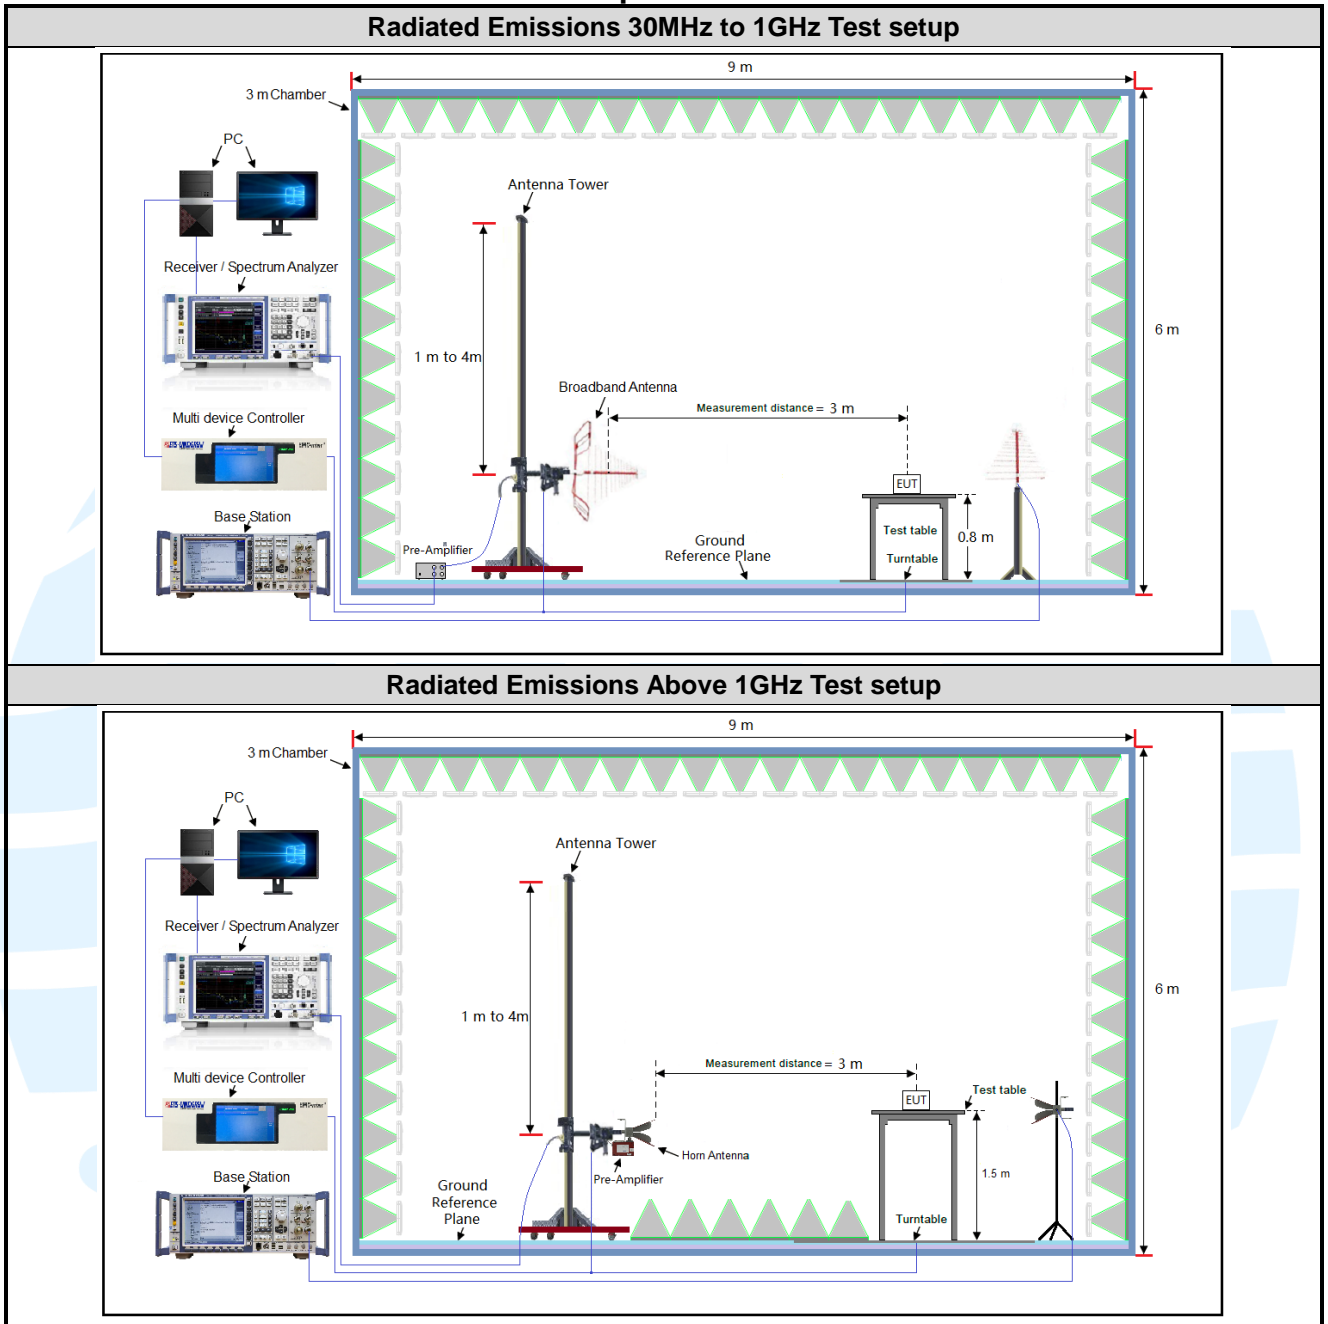 Radiated Emissions 30MHz to 1GHz Test setup
9 m
3 m Chamber
PC
Antenna Tower
Receiver / Spectrum Analyzer
6 m
1 m to 4m
Broadband Antenna
Measurement distance = 3 m
Multi device Controller
EUT
Base Station
Test table
0.8 m
Ground
Reference Plane
Pre-Amplifier
Turntable
Radiated Emissions Above 1GHz Test setup
9 m
3 m Chamber
PC
Antenna Tower
Receiver / Spectrum Analyzer
6 m
1 m to 4m
Measurement distance = 3 m
Multi device Controller
EUT
Test table
Horn Antenna
Pre-Amplifier
1.5 m
Base Station
Ground
Reference
Plane
Turntable